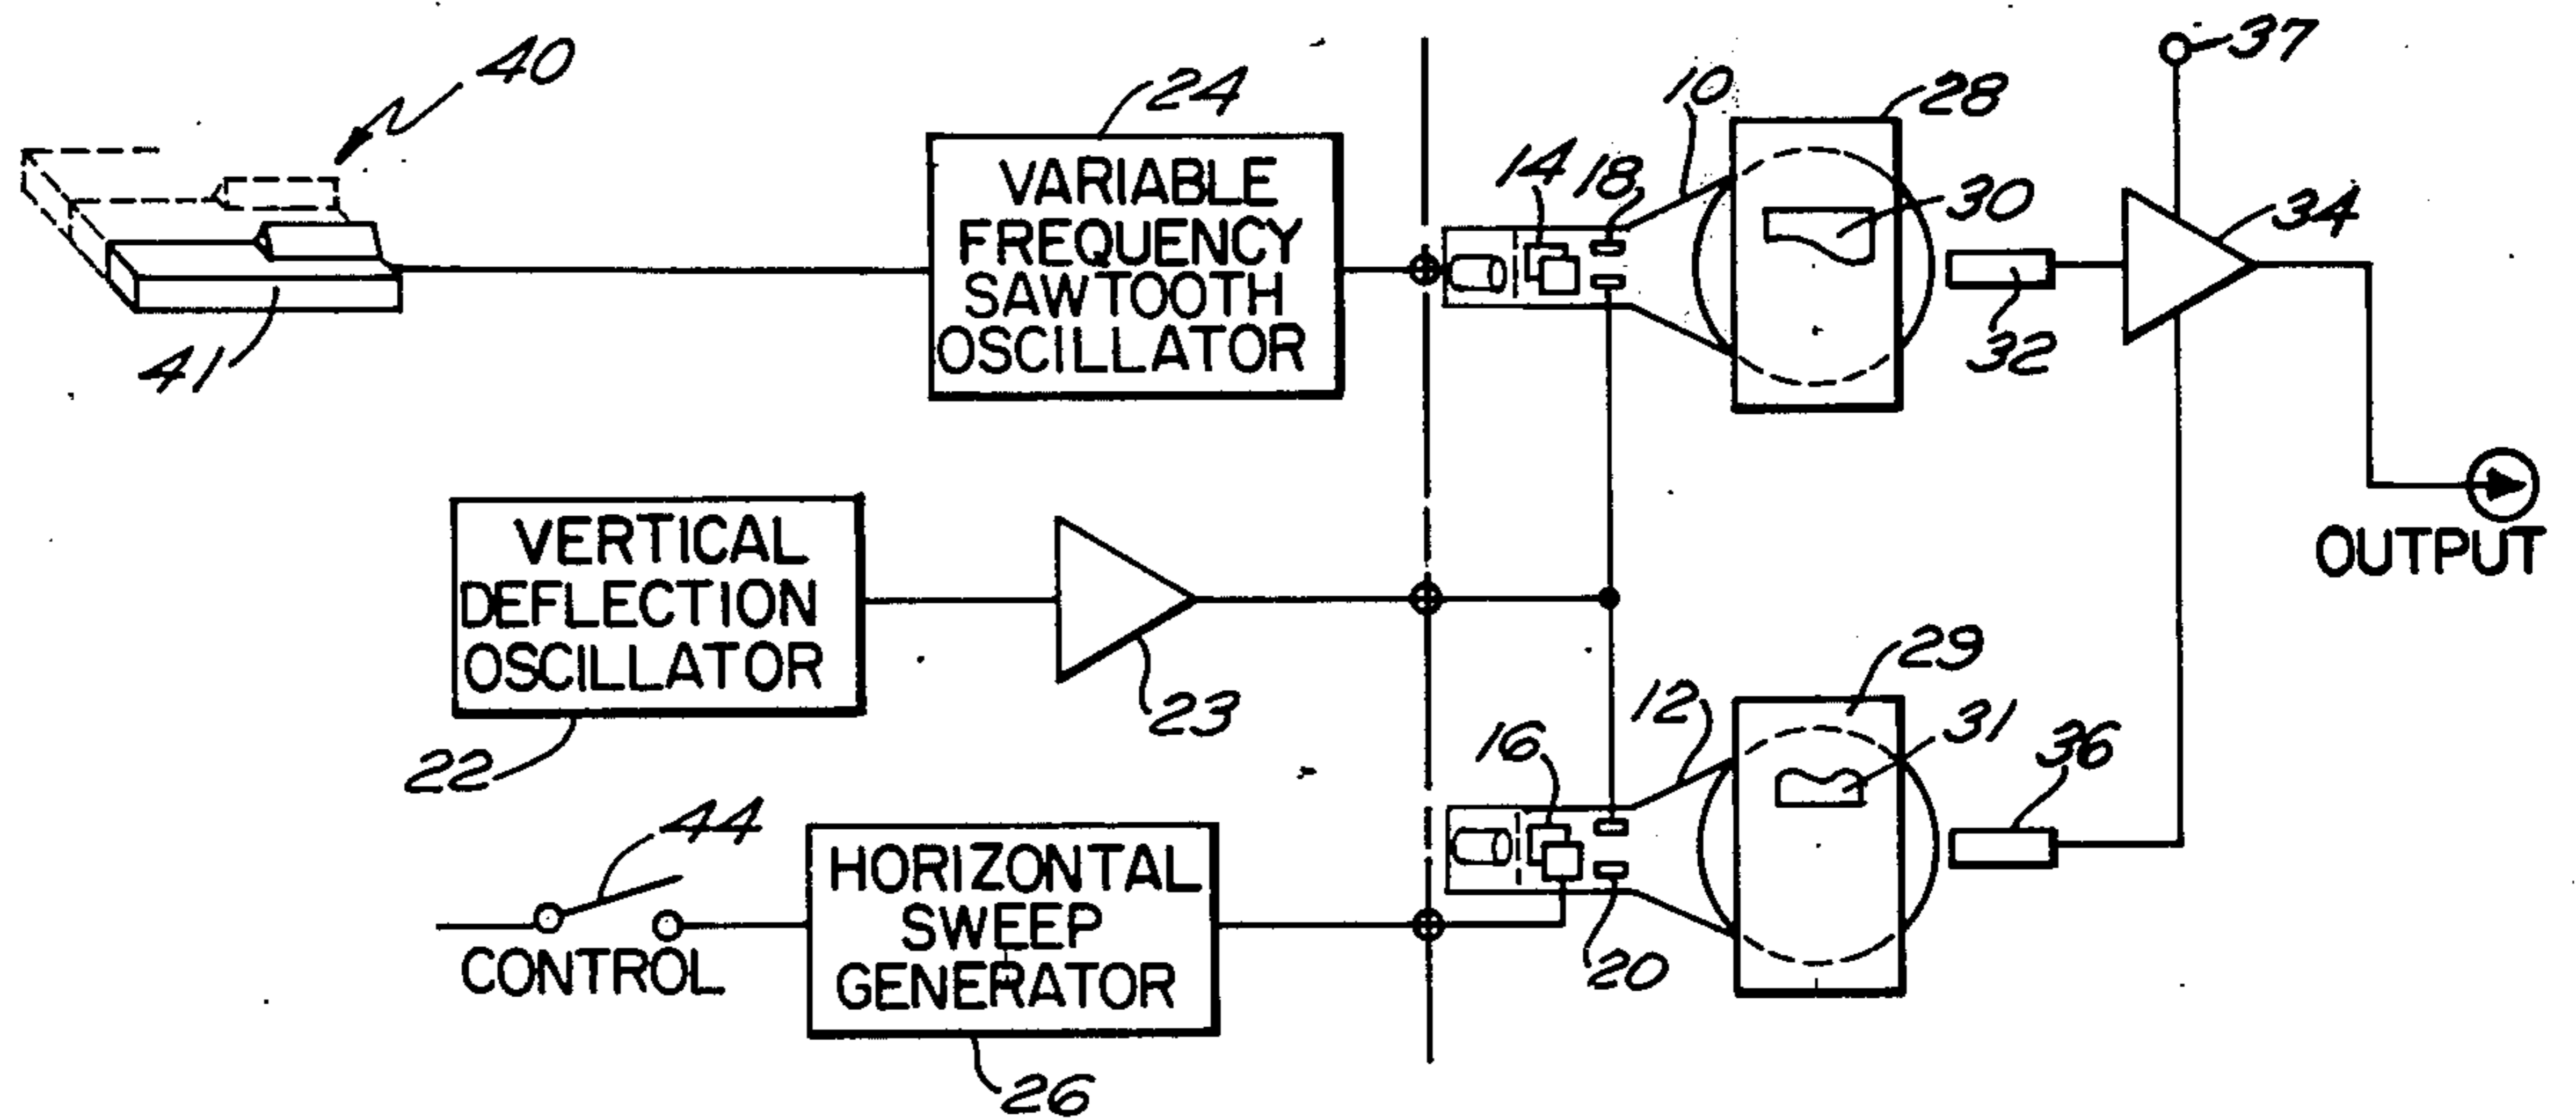 40
41
24
VARIABLE
FREQUENCY
SAWTOOTH
OSCILLATOR
14
18
10
28
30
32
37
34
OUTPUT
VERTICAL
DEFLECTION
OSCILLATOR
22
23
29
12
31
16
36
20
44
CONTROL
HORIZONTAL
SWEEP
GENERATOR
26